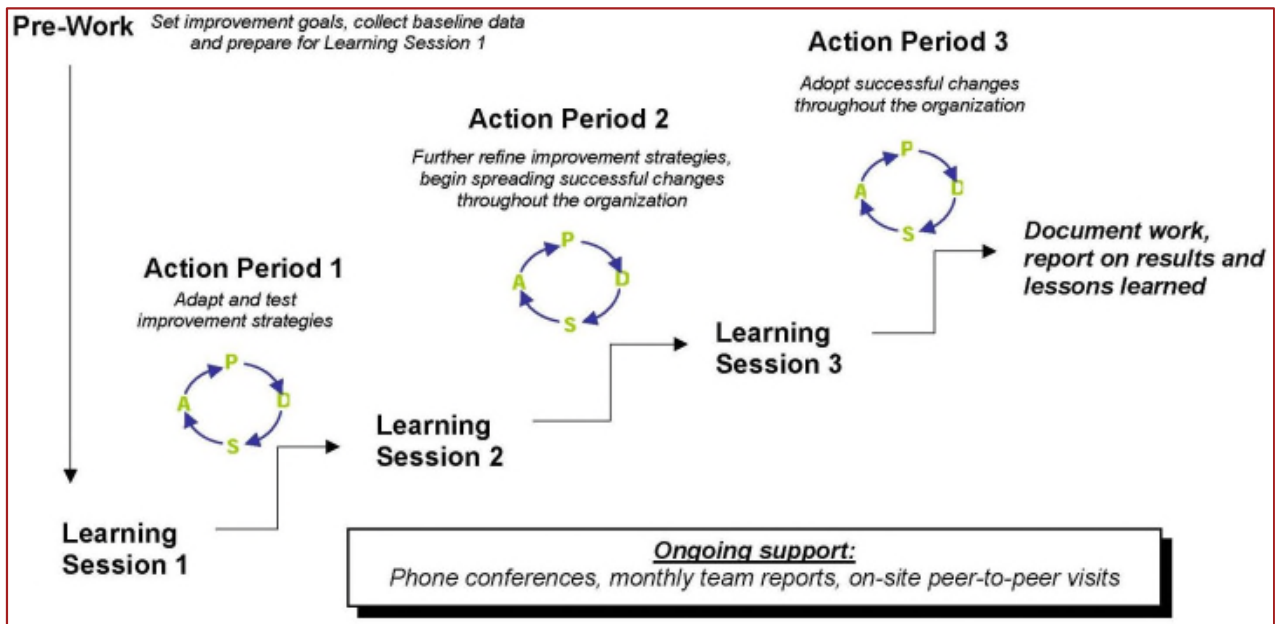 Pre-Work
Set improvement goals, collect baseline data
and prepare for Learning Session 1
Action Period 3
Adopt successful changes
throughout the organization
P
A
D
S
Action Period 2
Further refine improvement strategies,
begin spreading successful changes
throughout the organization
P
A
D
S
Document work,
report on results and
lessons learned
Action Period 1
Adapt and test
improvement strategies
P
A
D
S
Learning
Session 3
Learning
Session 2
Learning
Session 1
Ongoing support:
Phone conferences, monthly team reports, on-site peer-to-peer visits